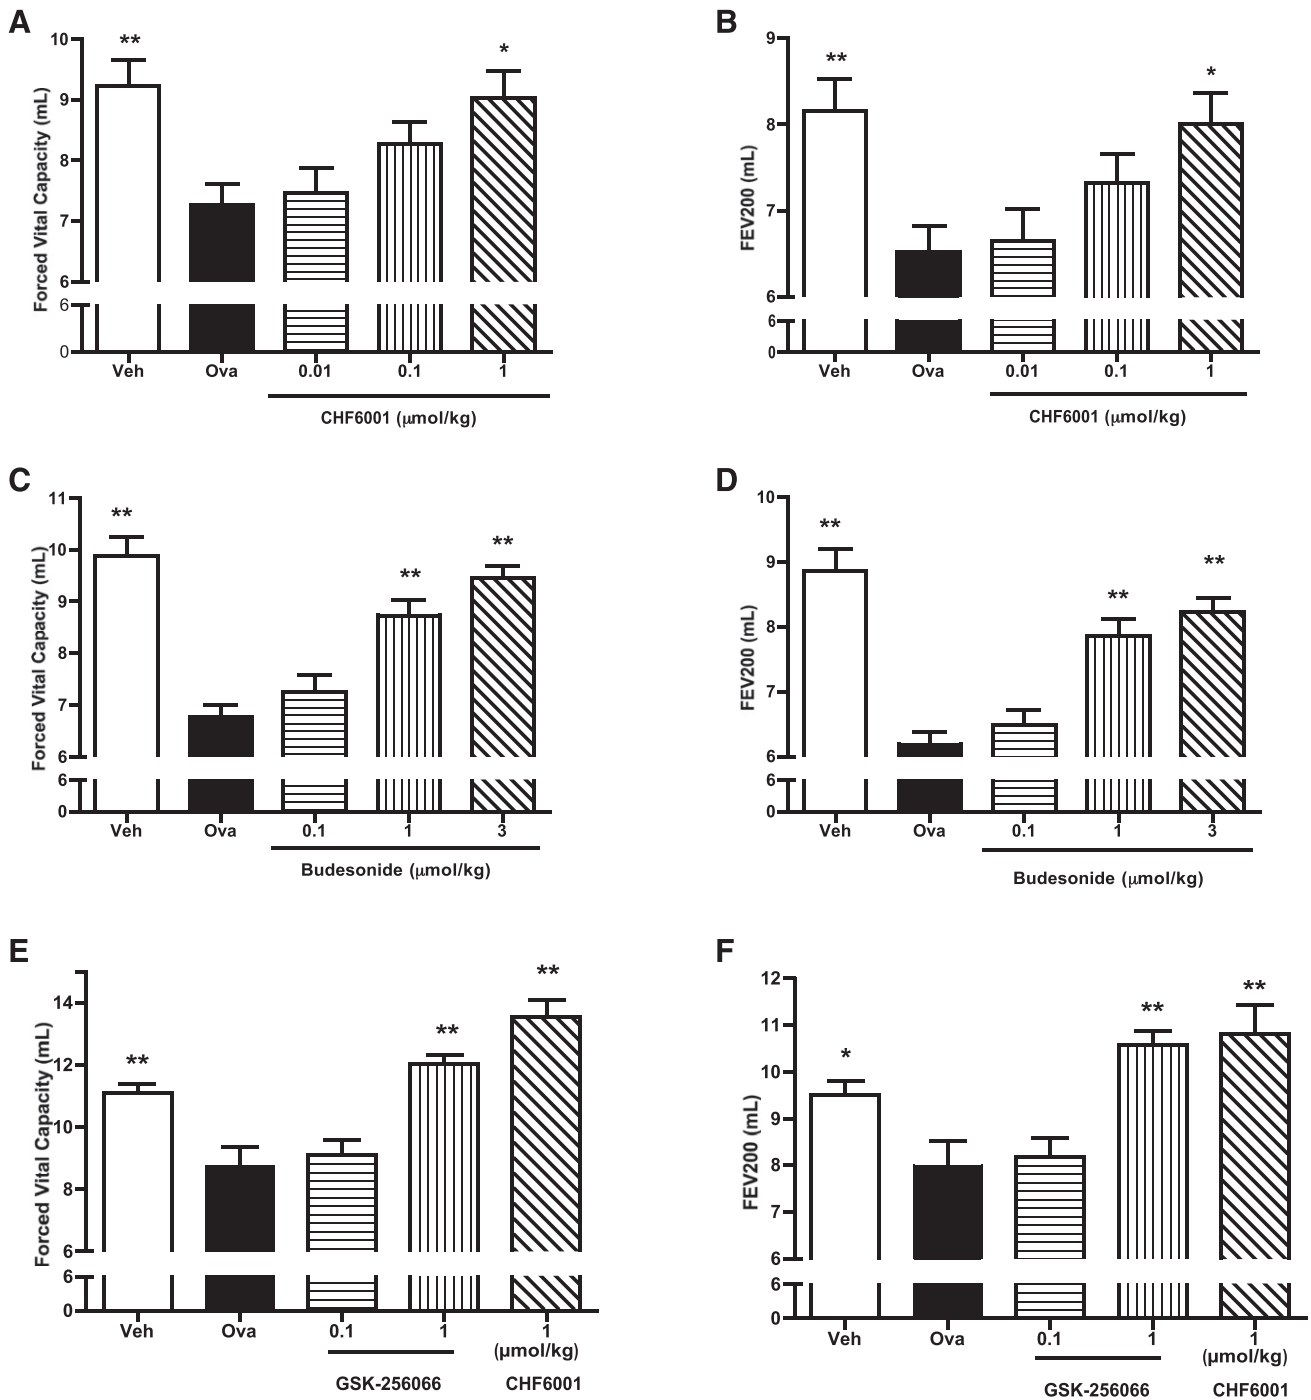 A
Forced Vital Capacity (mL)
10
9
8
7
6
6
0
**
*
Veh Ova 0.01 0.1 1
CHF6001 (μmol/kg)
B
FEV200 (mL)
9
8
7
6
6
0
**
*
Veh Ova 0.01 0.1 1
CHF6001 (μmol/kg)
C
Forced Vital Capacity (mL)
11
10
9
8
7
6
6
0
**
**
**
Veh Ova 0.1 1 3
Budesonide (μmol/kg)
D
FEV200 (mL)
10
9
8
7
6
6
0
**
**
**
Veh Ova 0.1 1 3
Budesonide (μmol/kg)
E
Forced Vital Capacity (mL)
14
12
10
8
6
6
0
**
**
**
Veh Ova 0.1 1 1
(μmol/kg)
GSK-256066 CHF6001
F
FEV200 (mL)
12
11
10
9
8
7
6
6
0
*
**
**
Veh Ova 0.1 1 1
(μmol/kg)
GSK-256066 CHF6001